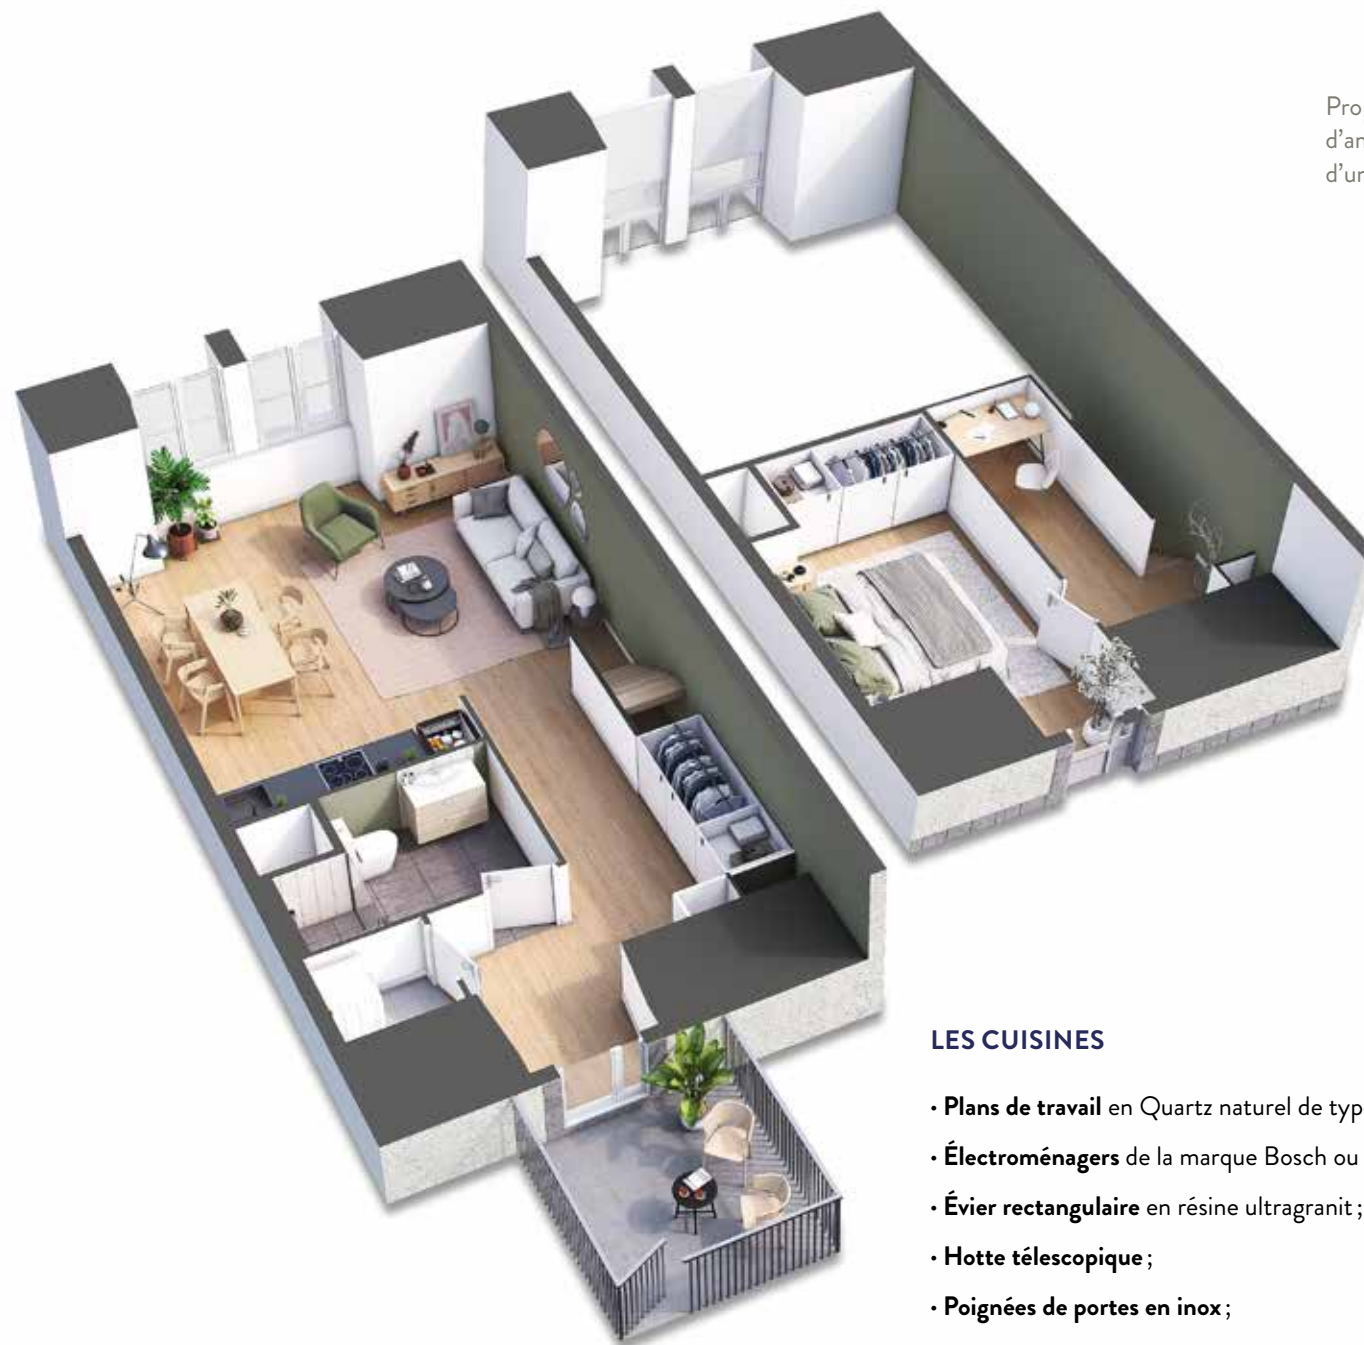 d'un
LES CUISINES
• Plans de travail en Quartz naturel de
• Électroménagers de la marque Bosch ou
• Évier rectangulaire en résine ultragranit ;
• Hotte télescopique ;
• Poignées de portes en inox ;